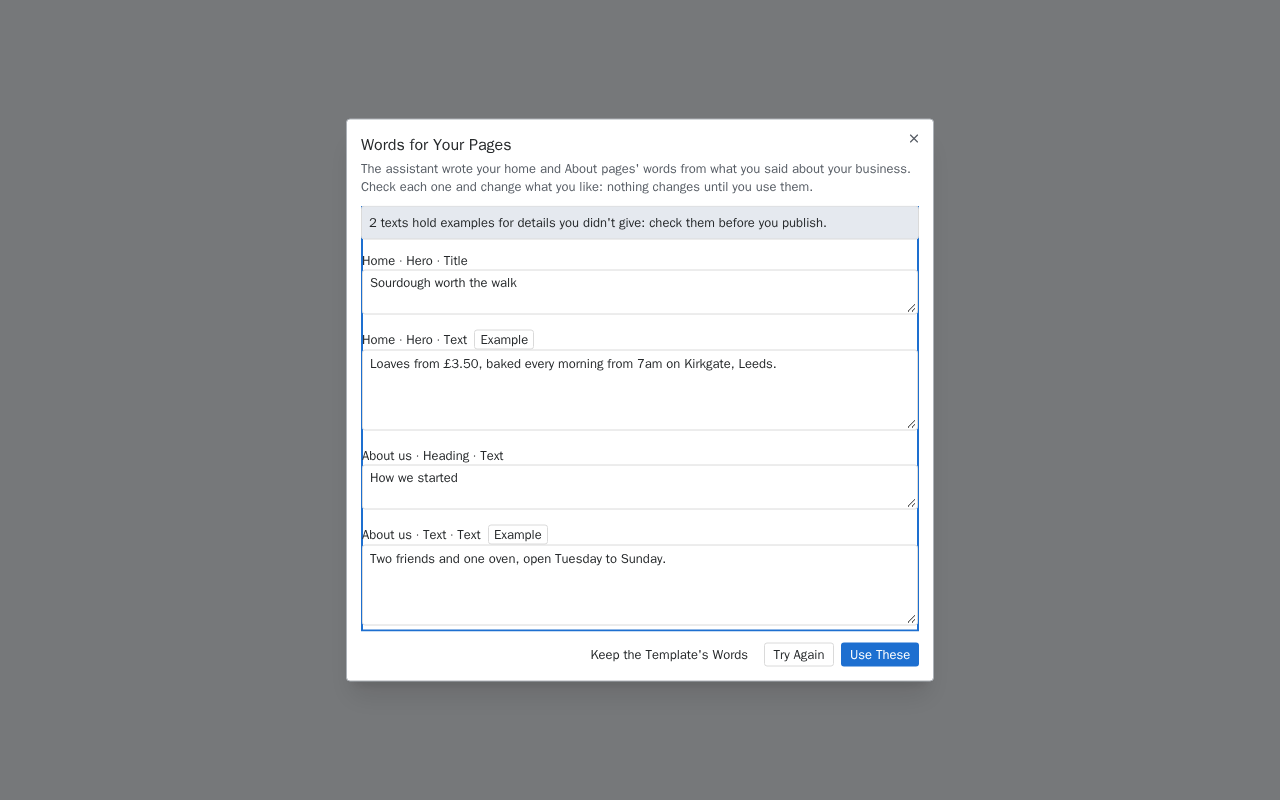 Words for Your Pages
×
The assistant wrote your home and About pages' words from what you said about your business.
Check each one and change what you like: nothing changes until you use them.
2 texts hold examples for details you didn't give: check them before you publish.
Home · Hero · Title
Sourdough worth the walk
Home · Hero · Text Example
Loaves from £3.50, baked every morning from 7am on Kirkgate, Leeds.
About us · Heading · Text
How we started
About us · Text · Text Example
Two friends and one oven, open Tuesday to Sunday.
Keep the Template's Words Try Again Use These